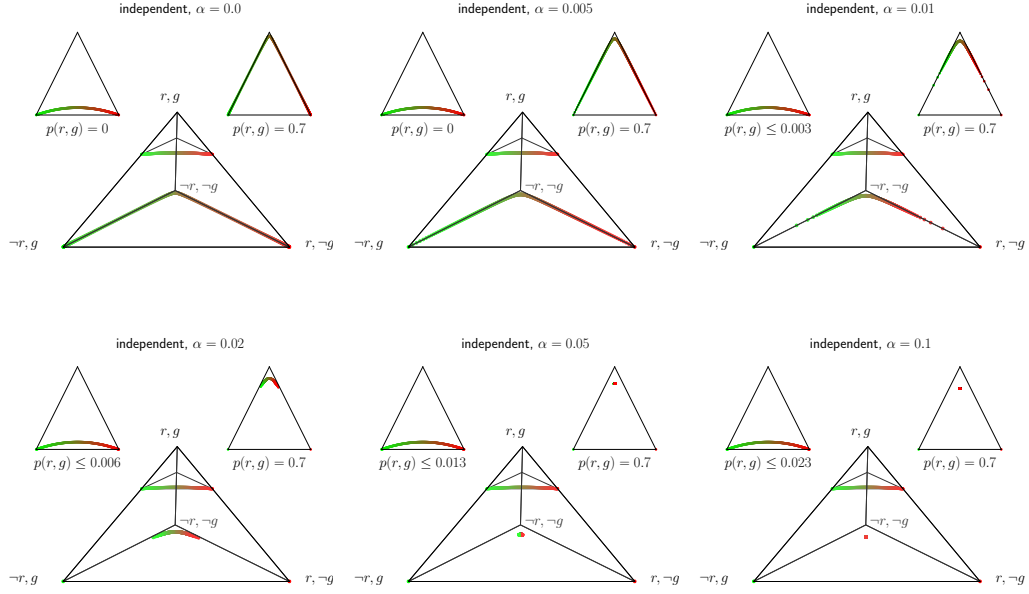 independent, α = 0.0
p(r, g) = 0
p(r, g) = 0.7
r, g
¬r, ¬g
¬r, g
r, ¬g
independent, α = 0.005
p(r, g) = 0
p(r, g) = 0.7
r, g
¬r, ¬g
¬r, g
r, ¬g
independent, α = 0.01
p(r, g) ≤ 0.003
p(r, g) = 0.7
r, g
¬r, ¬g
¬r, g
r, ¬g
independent, α = 0.02
p(r, g) ≤ 0.006
p(r, g) = 0.7
r, g
¬r, ¬g
¬r, g
r, ¬g
independent, α = 0.05
p(r, g) ≤ 0.013
p(r, g) = 0.7
r, g
¬r, ¬g
¬r, g
r, ¬g
independent, α = 0.1
p(r, g) ≤ 0.023
p(r, g) = 0.7
r, g
¬r, ¬g
¬r, g
r, ¬g